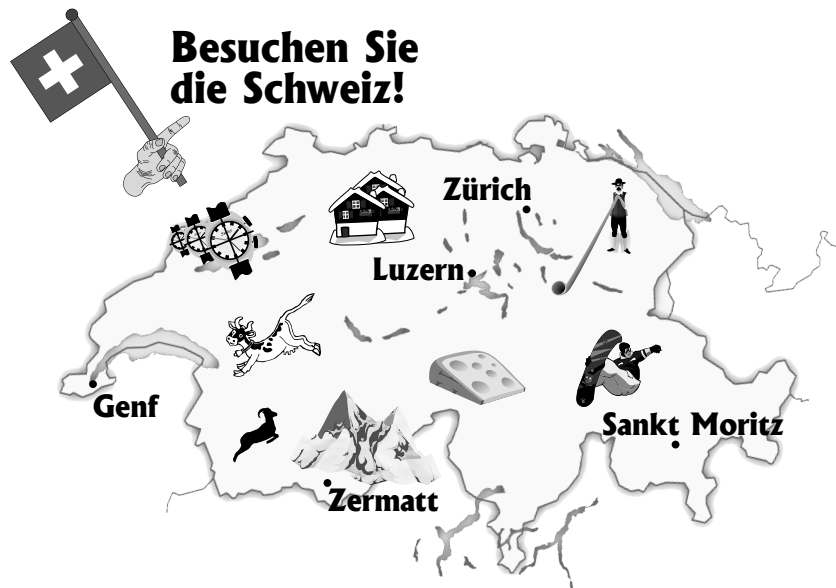 Besuchen Sie
die Schweiz!
Zürich
Luzern
Genf
Sankt Moritz
Zermatt